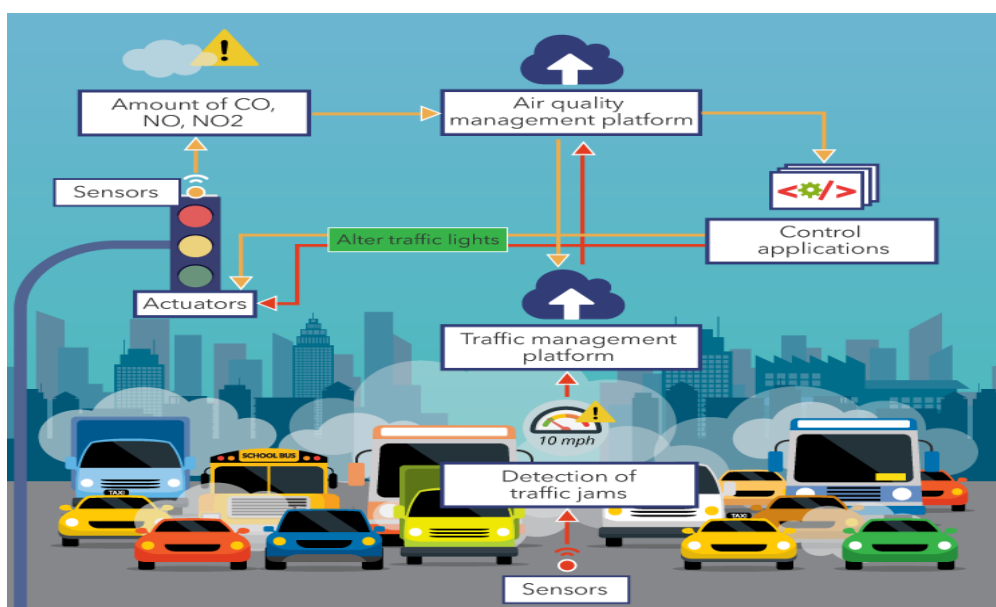 Amount of CO,
NO, NO2
Air quality
management platform
Sensors
</>
Alter traffic lights
Control
applications
Actuators
Traffic management
platform
10 mph
SCHOOL BUS
Detection of
traffic jams
TAXI
TAXI
Sensors